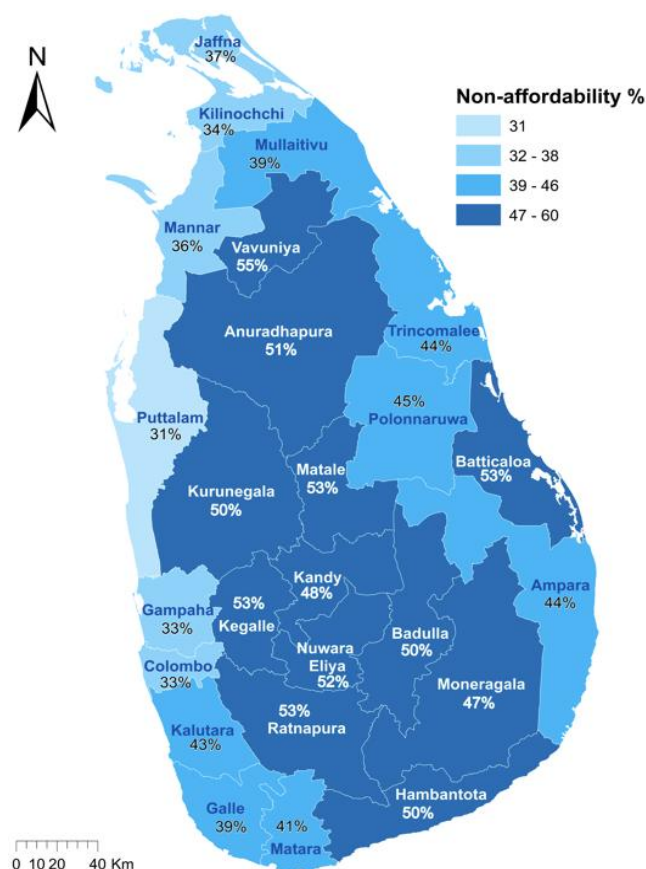 Jaffna
37%
N
Kilinochchi
34%
Mullaitivu
39%
Mannar
36%
Vavuniya
55%
Anuradhapura
51%
Trincomalee
44%
Puttalam
31%
45%
Polonnaruwa
Matale
53%
Batticaloa
53%
Kurunegala
50%
Kandy
48%
Ampara
44%
Gampaha
33%
53%
Kegalle
Nuwara
Eliya
52%
Badulla
50%
Colombo
33%
Moneragala
47%
53%
Ratnapura
Kalutara
43%
Hambantota
50%
Galle
39%
41%
Matara
Non-affordability %
31
32 - 38
39 - 46
47 - 60
0 10 20 40 Km